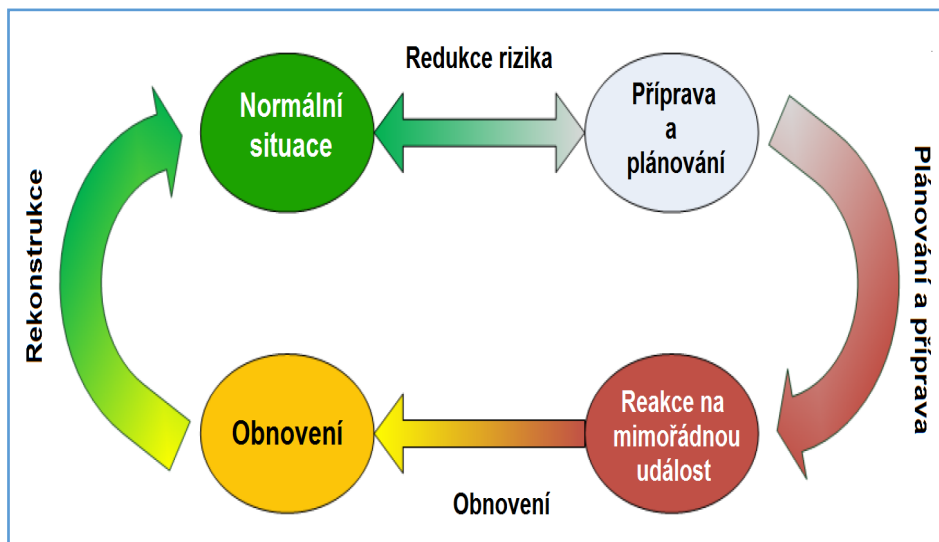 Redukce rizika
Normální
situace
Příprava
a
plánování
Plánování a příprava
Rekonstrukce
Obnovení
Reakce na
mimořádnou
událost
Obnovení